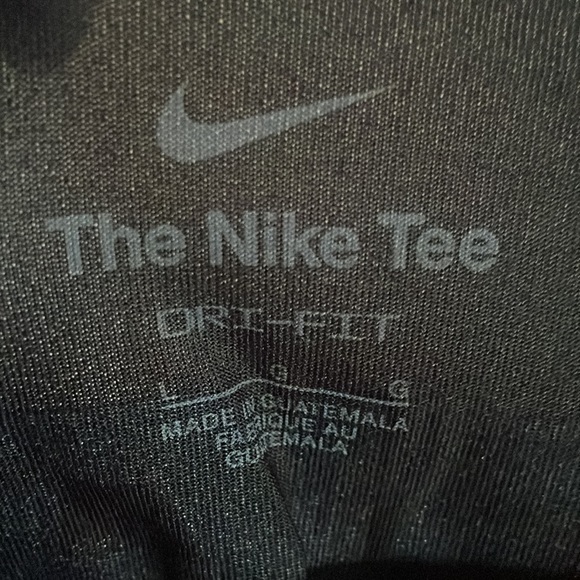 The Nike Tee
DRI-FIT
L G G
MADE IN GUATEMALA
FABRIQUE AU
GUATEMALA